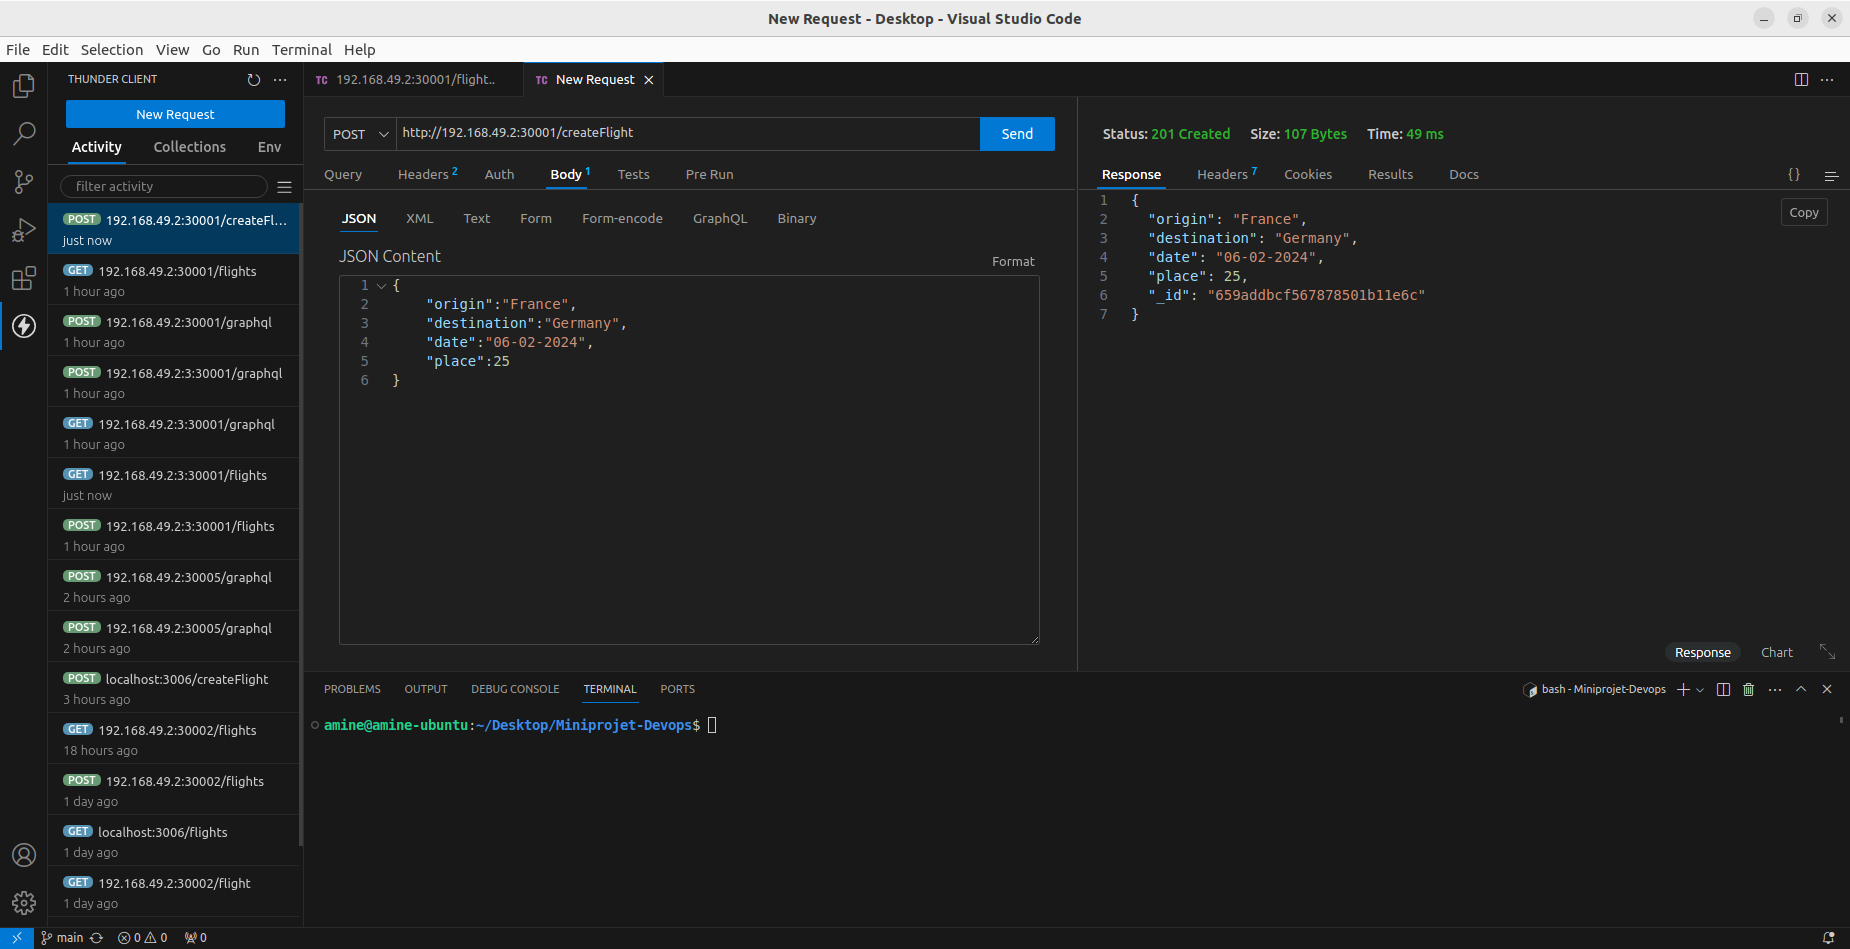 New Request - Desktop - Visual Studio Code
File Edit Selection View Go Run Terminal Help
THUNDER CLIENT
New Request
Activity Collections Env
filter activity
POST 192.168.49.2:30001/createFl...
just now
GET 192.168.49.2:30001/flights
1 hour ago
POST 192.168.49.2:30001/graphql
1 hour ago
POST 192.168.49.2:3:30001/graphql
1 hour ago
GET 192.168.49.2:3:30001/graphql
1 hour ago
GET 192.168.49.2:3:30001/flights
just now
POST 192.168.49.2:3:30001/flights
1 hour ago
POST 192.168.49.2:30005/graphql
2 hours ago
POST 192.168.49.2:30005/graphql
2 hours ago
POST localhost:3006/createFlight
3 hours ago
GET 192.168.49.2:30002/flights
18 hours ago
POST 192.168.49.2:30002/flights
1 day ago
GET localhost:3006/flights
1 day ago
GET 192.168.49.2:30002/flight
1 day ago
TC 192.168.49.2:30001/flight..
TC New Request
POST http://192.168.49.2:30001/createFlight Send
Query Headers 2 Auth Body 1 Tests Pre Run
JSON XML Text Form Form-encode GraphQL Binary
JSON Content
Format
1 {
2 "origin":"France",
3 "destination":"Germany",
4 "date":"06-02-2024",
5 "place":25
6 }
Status: 201 Created Size: 107 Bytes Time: 49 ms
Response Headers 7 Cookies Results Docs {}
Copy
1 {
2 "origin": "France",
3 "destination": "Germany",
4 "date": "06-02-2024",
5 "place": 25,
6 "_id": "659addbcf567878501b11e6c"
7 }
Response Chart
PROBLEMS OUTPUT DEBUG CONSOLE TERMINAL PORTS
bash - Miniprojet-Devops
amine@amine-ubuntu:~/Desktop/Miniprojet-Devops$
main 0 0 0